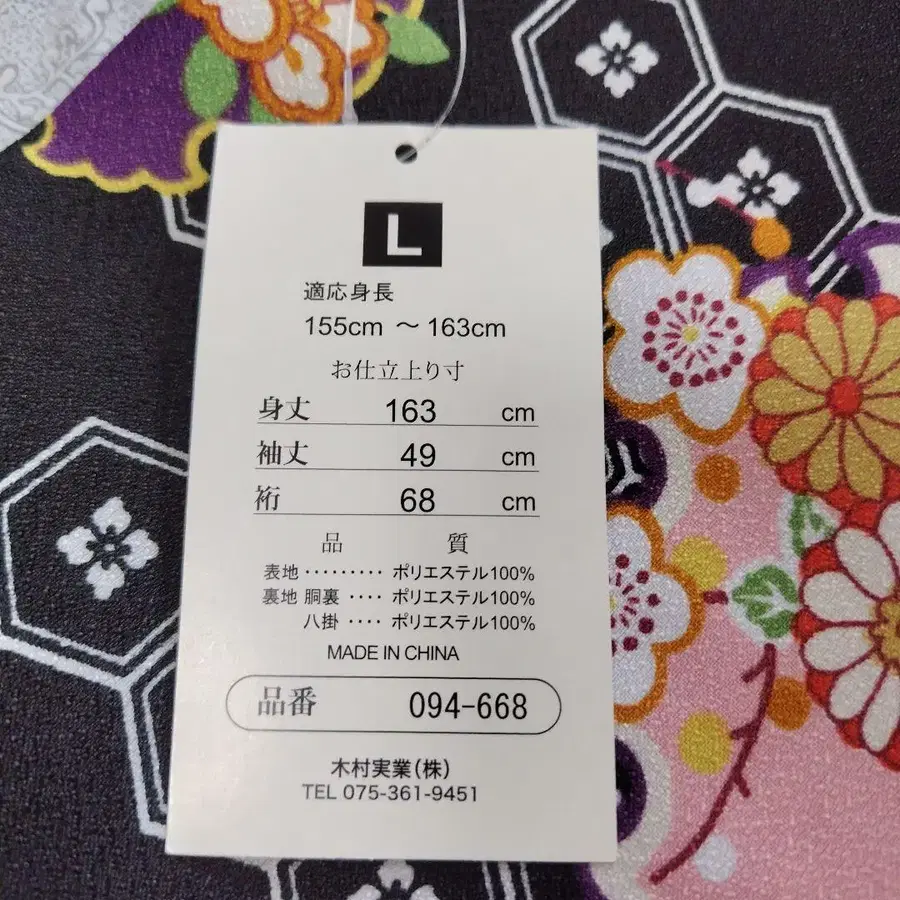 L
適応身長
155cm ～ 163cm
お仕立上り寸
身丈 163 cm
袖丈 49 cm
裄 68 cm
品 質
表地 ········· ポリエステル100%
裏地 胴裏 ···· ポリエステル100%
八掛 ···· ポリエステル100%
MADE IN CHINA
品番 094-668
木村実業(株)
TEL 075-361-9451